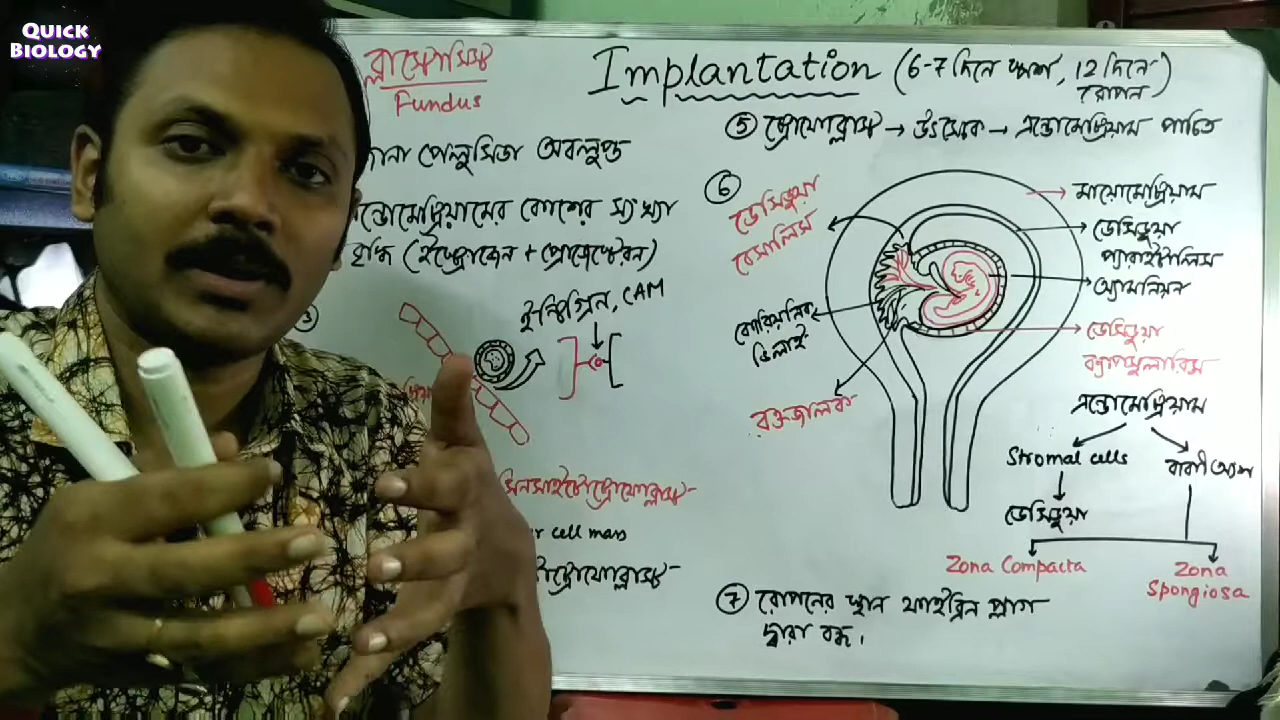 QUICK
BIOLOGY
ব্লাস্টোসিস্ট
Fundus
Implantation (6-7 দিনে স্পর্শ, 12 দিনে
রোপন)
জোনা পেলুসিডা অবলুপ্ত
এন্ডোমেট্রিয়ামের কোশের সংখ্যা
বৃদ্ধি (ইস্ট্রোজেন + প্রোজেস্টেরন)
3
ইন্টিগ্রিন, CAM
সিনসাইটোট্রোফোব্লাস্ট
cell mass
ট্রোফোব্লাস্ট
5 ট্রোফোব্লাস্ট → উৎসেচক → এন্ডোমেট্রিয়াম পাচিত
6
ডেসিডুয়া
বেসালিস
কোরিয়নিক
ভিলাই
রক্তজালক
মায়োমেট্রিয়াম
ডেসিডুয়া
প্যারাইটালিস
অ্যামনিয়ন
ডেসিডুয়া
ক্যাপসুলারিস
এন্ডোমেট্রিয়াম
Stromal cells
ডেসিডুয়া
Zona Compacta
Zona
Spongiosa
7 রোপনের স্থান ফাইব্রিন প্লাগ
দ্বারা বন্ধ।